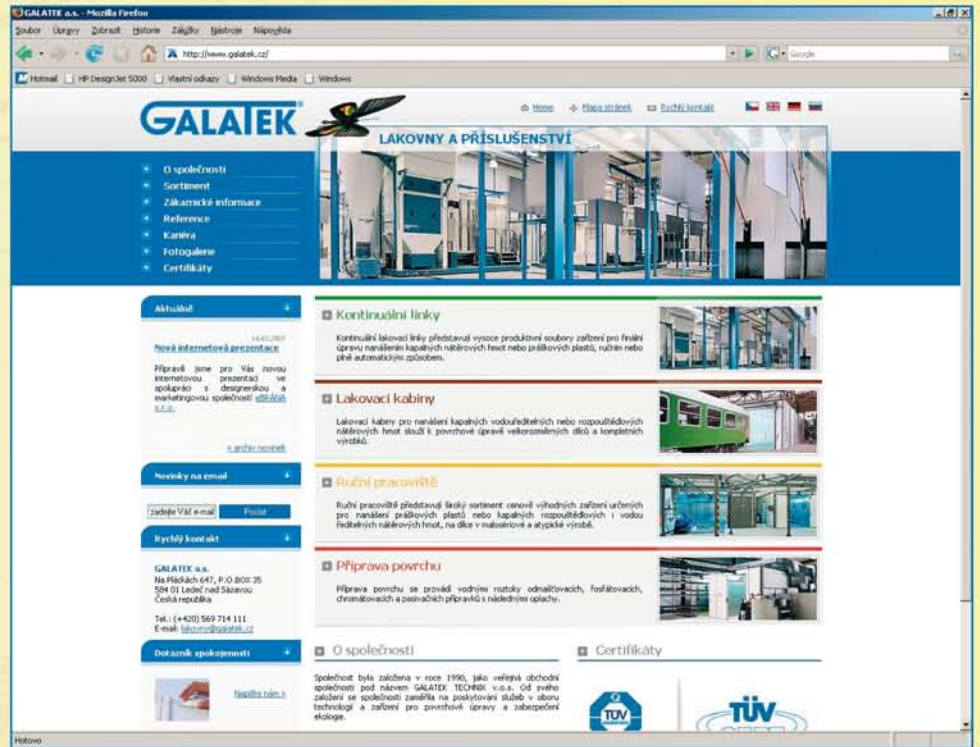 GALATEK a.s. - Mozilla Firefox
Soubor Úpravy Zobrazit Historie Záložky Nástroje Nápověda
http://www.galatek.cz/
Google
Hotmail HP DesignJet 5000 Vlastní odkazy Windows Media Windows
GALATEK
Home Mapa stránek Rychlý kontakt
LAKOVNY A PŘÍSLUŠENSTVÍ
O společnosti
Sortiment
Zákaznické informace
Reference
Kariéra
Fotogalerie
Certifikáty
Aktuálně
Nová internetová prezentace
Připravili jsme pro Vás novou
internetovou prezentaci ve
spolupráci s designerskou a
marketingovou společností eBRÁNA
s.r.o.
» archiv novinek
Novinky na email
zadejte Váš e-mail Poslat
Rychlý kontakt
GALATEK a.s.
Na Pláckách 647, P.O.BOX 35
584 01 Ledeč nad Sázavou
Česká republika
Tel.: (+420) 569 714 111
E-mail: lakovny@galatek.cz
Dotazník spokojenosti
Napište nám »
Kontinuální linky
Kontinuální lakovací linky představují vysoce produktivní soubory zařízení pro finální
úpravu nanášením kapalných nátěrových hmot nebo práškových plastů, ručním nebo
plně automatickým způsobem.
Lakovací kabiny
Lakovací kabiny pro nanášení kapalných vodouředitelných nebo rozpouštědlových
nátěrových hmot slouží k povrchové úpravě velkorozměrných dílců a kompletních
výrobků.
Ruční pracoviště
Ruční pracoviště představují široký sortiment cenově výhodných zařízení určených
pro nanášení práškových plastů nebo kapalných rozpouštědlových i vodou
ředitelných nátěrových hmot, na dílce v malosériové a atypické výrobě.
Příprava povrchu
Příprava povrchu se provádí vodnými roztoky odmašťovacích, fosfátovacích,
chromátovacích a pasivačních přípravků s následnými oplachy.
O společnosti
Společnost byla založena v roce 1990, jako veřejná obchodní
společnost pod názvem GALATEK TECHNIK v.o.s. Od svého
založení se společnosti zaměřila na poskytování služeb v oboru
technologií a zařízení pro povrchové úpravy a zabezpečení
ekologie.
Certifikáty
TÜV
TÜV
Hotovo